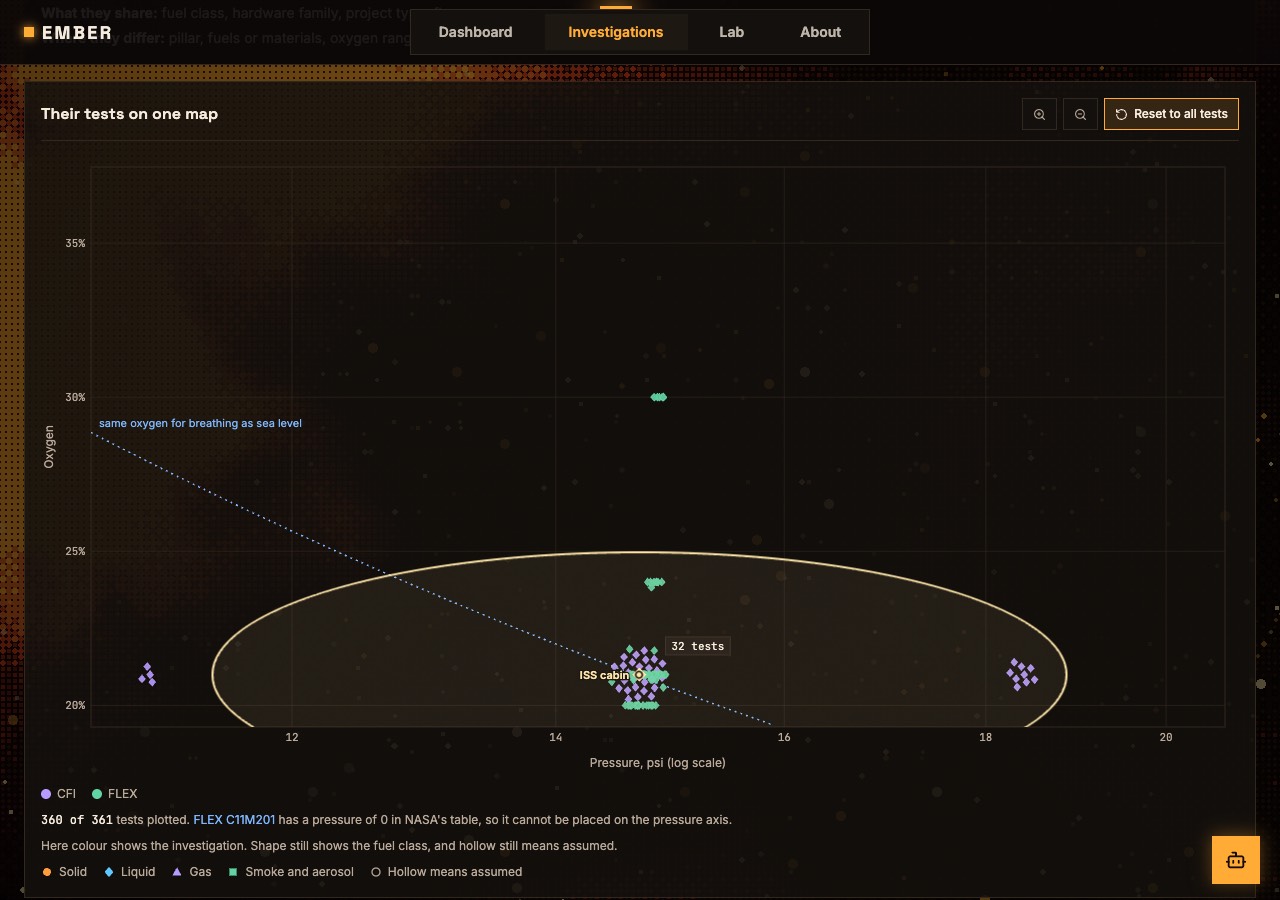 What they share: fuel class, hardware family, project ty
Where they differ: pillar, fuels or materials, oxygen rang
EMBER
Dashboard
Investigations
Lab
About
Their tests on one map
Reset to all tests
35%
30%
25%
20%
Oxygen
same oxygen for breathing as sea level
32 tests
ISS cabin
12
14
16
18
20
Pressure, psi (log scale)
CFI
FLEX
360 of 361 tests plotted. FLEX C11M201 has a pressure of 0 in NASA's table, so it cannot be placed on the pressure axis.
Here colour shows the investigation. Shape still shows the fuel class, and hollow still means assumed.
Solid
Liquid
Gas
Smoke and aerosol
Hollow means assumed